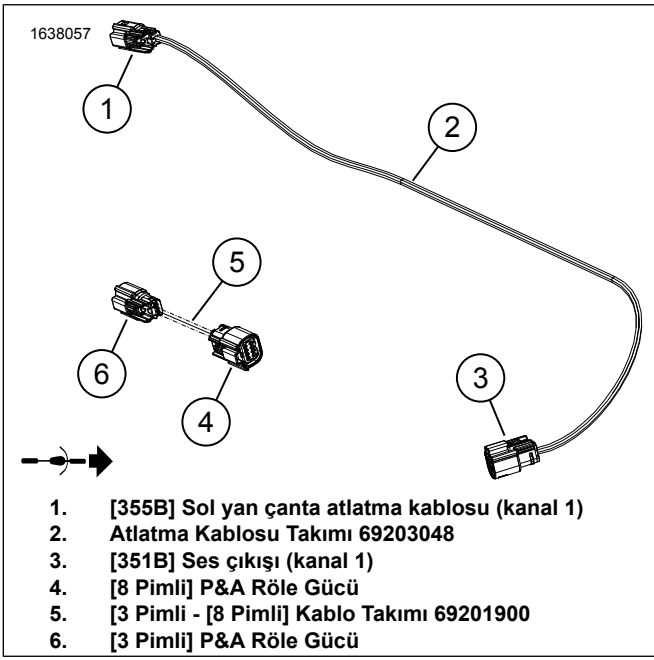 1638057
1
2
5
6
4
3
1. [355B] Sol yan çanta atlatma kablosu (kanal 1)
2. Atlatma Kablosu Takımı 69203048
3. [351B] Ses çıkışı (kanal 1)
4. [8 Pimli] P&A Röle Gücü
5. [3 Pimli - [8 Pimli] Kablo Takımı 69201900
6. [3 Pimli] P&A Röle Gücü